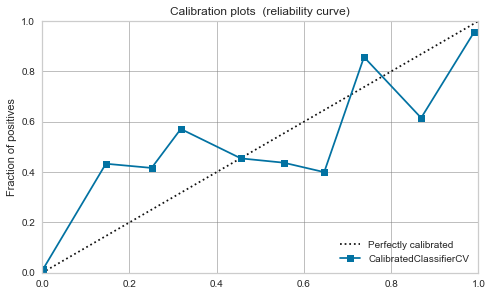 Calibration plots (reliability curve)
Fraction of positives
1.0
0.8
0.6
0.4
0.2
0.0
0.0 0.2 0.4 0.6 0.8 1.0
Perfectly calibrated
CalibratedClassifierCV